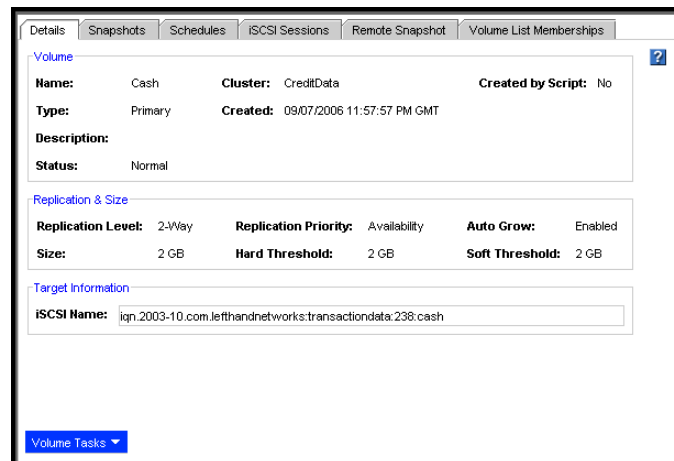 Details Snapshots Schedules iSCSI Sessions Remote Snapshot Volume List Memberships
Volume
?
Name: Cash Cluster: CreditData Created by Script: No
Type: Primary Created: 09/07/2006 11:57:57 PM GMT
Description:
Status: Normal
Replication & Size
Replication Level: 2-Way Replication Priority: Availability Auto Grow: Enabled
Size: 2 GB Hard Threshold: 2 GB Soft Threshold: 2 GB
Target Information
iSCSI Name: iqn.2003-10.com.lefthandnetworks:transactiondata:238:cash
Volume Tasks